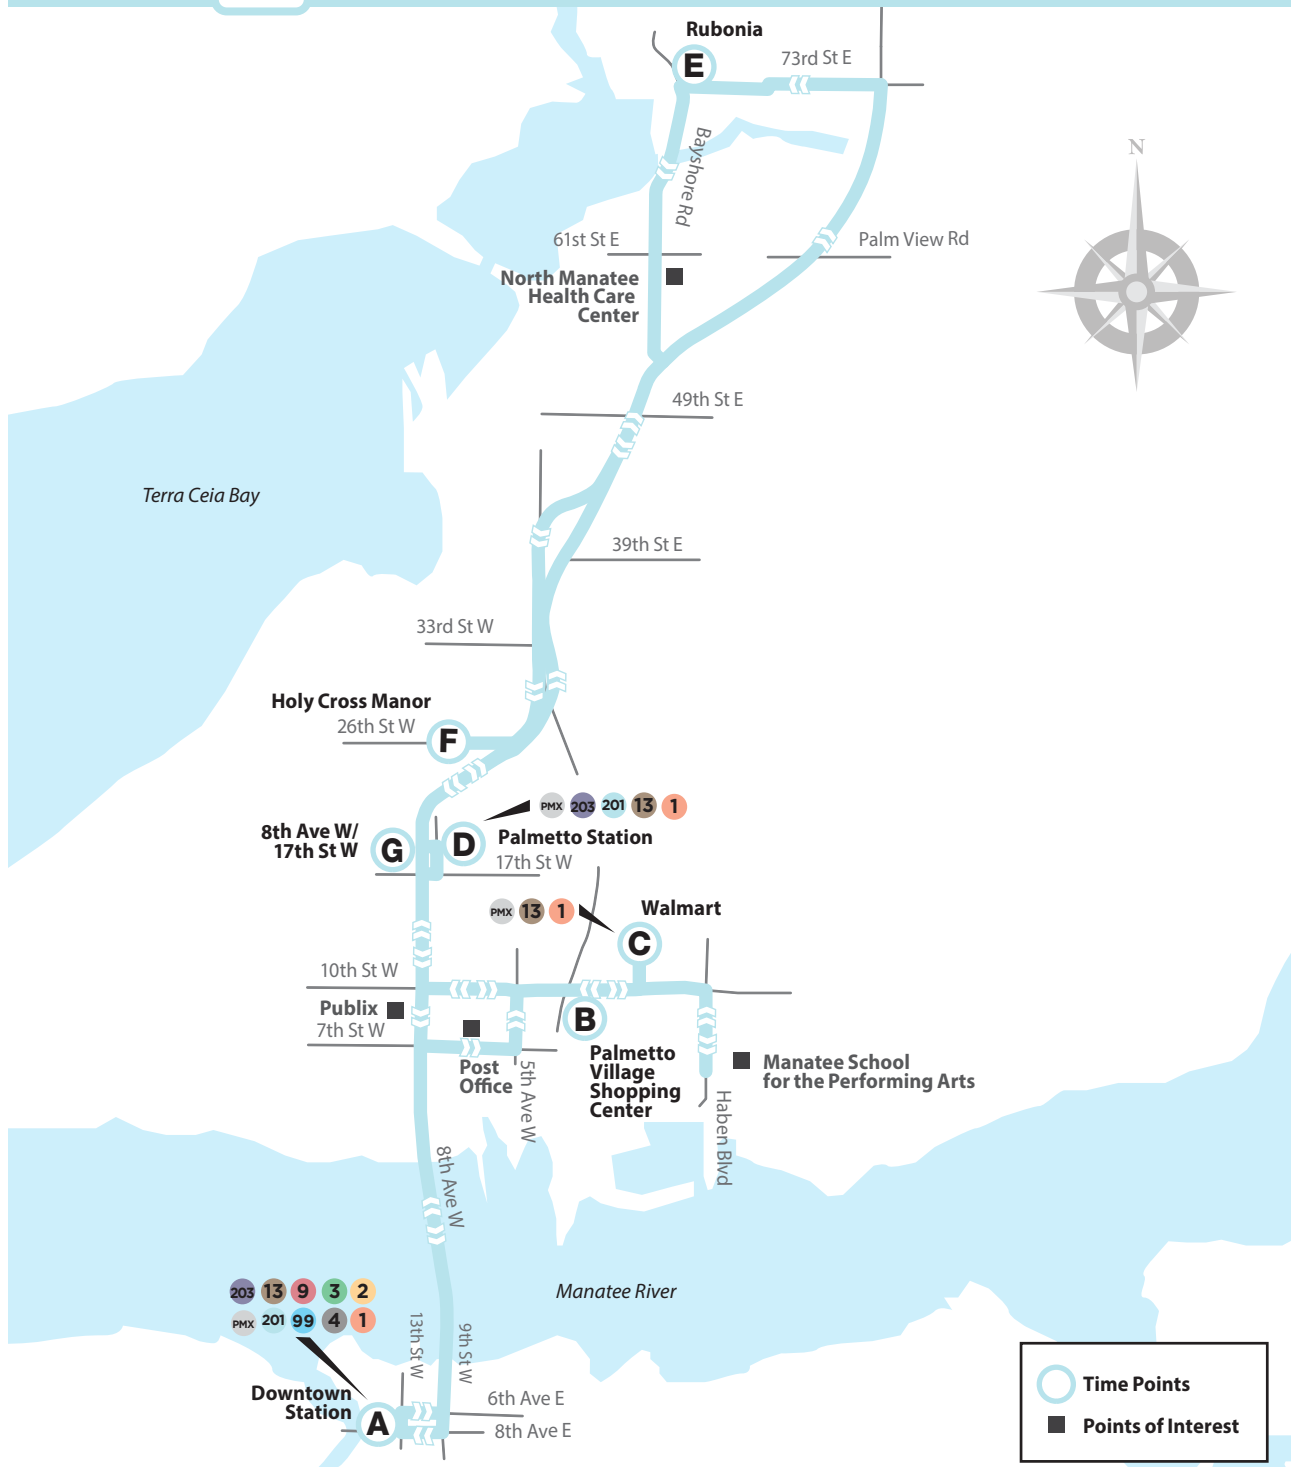 Rubonia
E
73rd St E
Bayshore Rd
N
61st St E
Palm View Rd
North Manatee
Health Care
Center
49th St E
Terra Ceia Bay
39th St E
33rd St W
Holy Cross Manor
26th St W
F
PMX 203 201 13 1
8th Ave W/
17th St W
G
D
Palmetto Station
17th St W
PMX 13 1
Walmart
C
10th St W
Publix
7th St W
B
Post
Office
5th Ave W
Palmetto
Village
Shopping
Center
Manatee School
for the Performing Arts
Haben Blvd
8th Ave W
203 13 9 3 2
PMX 201 99 4 1
Manatee River
13th St W
9th St W
Downtown
Station
A
6th Ave E
8th Ave E
Time Points
Points of Interest